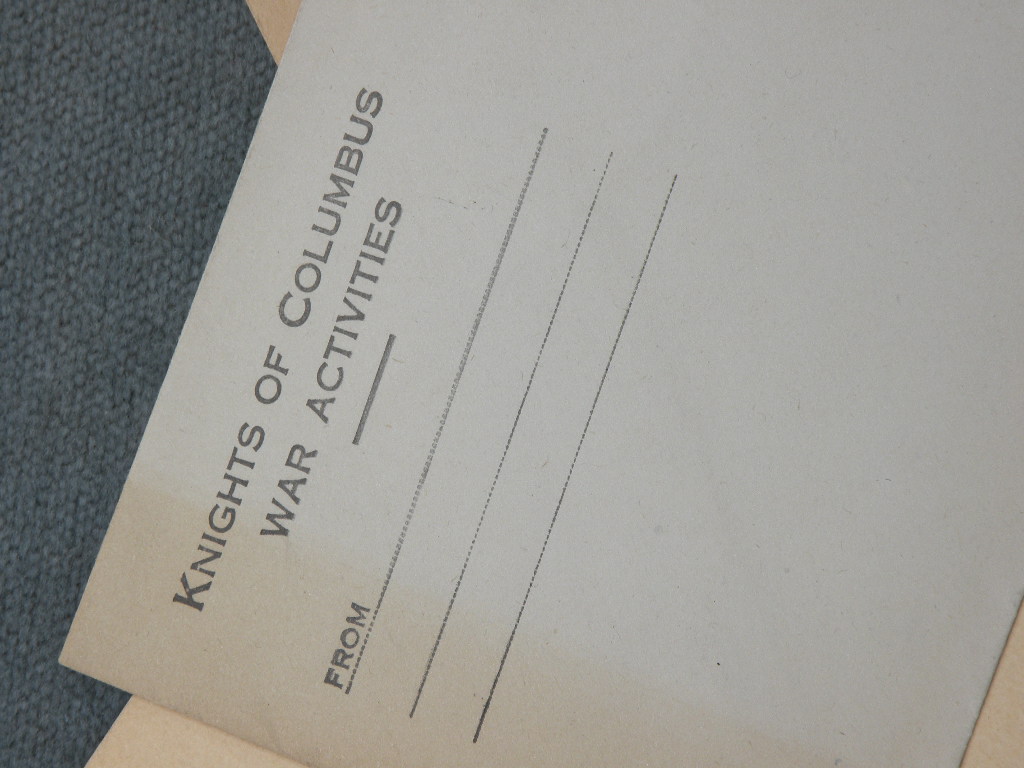 KNIGHTS OF COLUMBUS
WAR ACTIVITIES
FROM